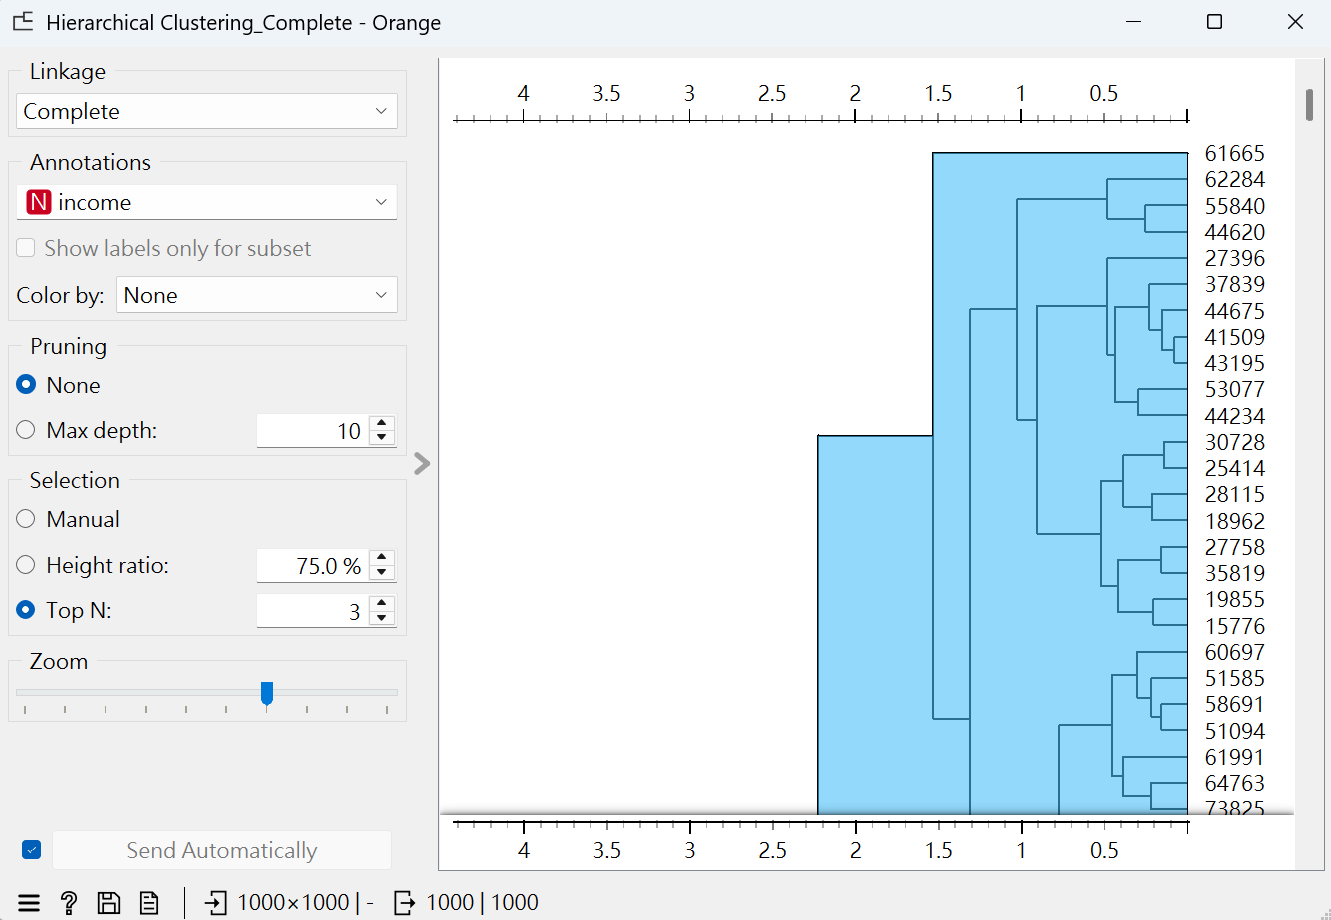 Hierarchical Clustering_Complete - Orange
Linkage
Complete
Annotations
N income
Show labels only for subset
Color by: None
Pruning
None
Max depth: 10
Selection
Manual
Height ratio: 75.0 %
Top N: 3
Zoom
Send Automatically
4 3.5 3 2.5 2 1.5 1 0.5
61665
62284
55840
44620
27396
37839
44675
41509
43195
53077
44234
30728
25414
28115
18962
27758
35819
19855
15776
60697
51585
58691
51094
61991
64763
73825
4 3.5 3 2.5 2 1.5 1 0.5
? 1000×1000 | - 1000 | 1000